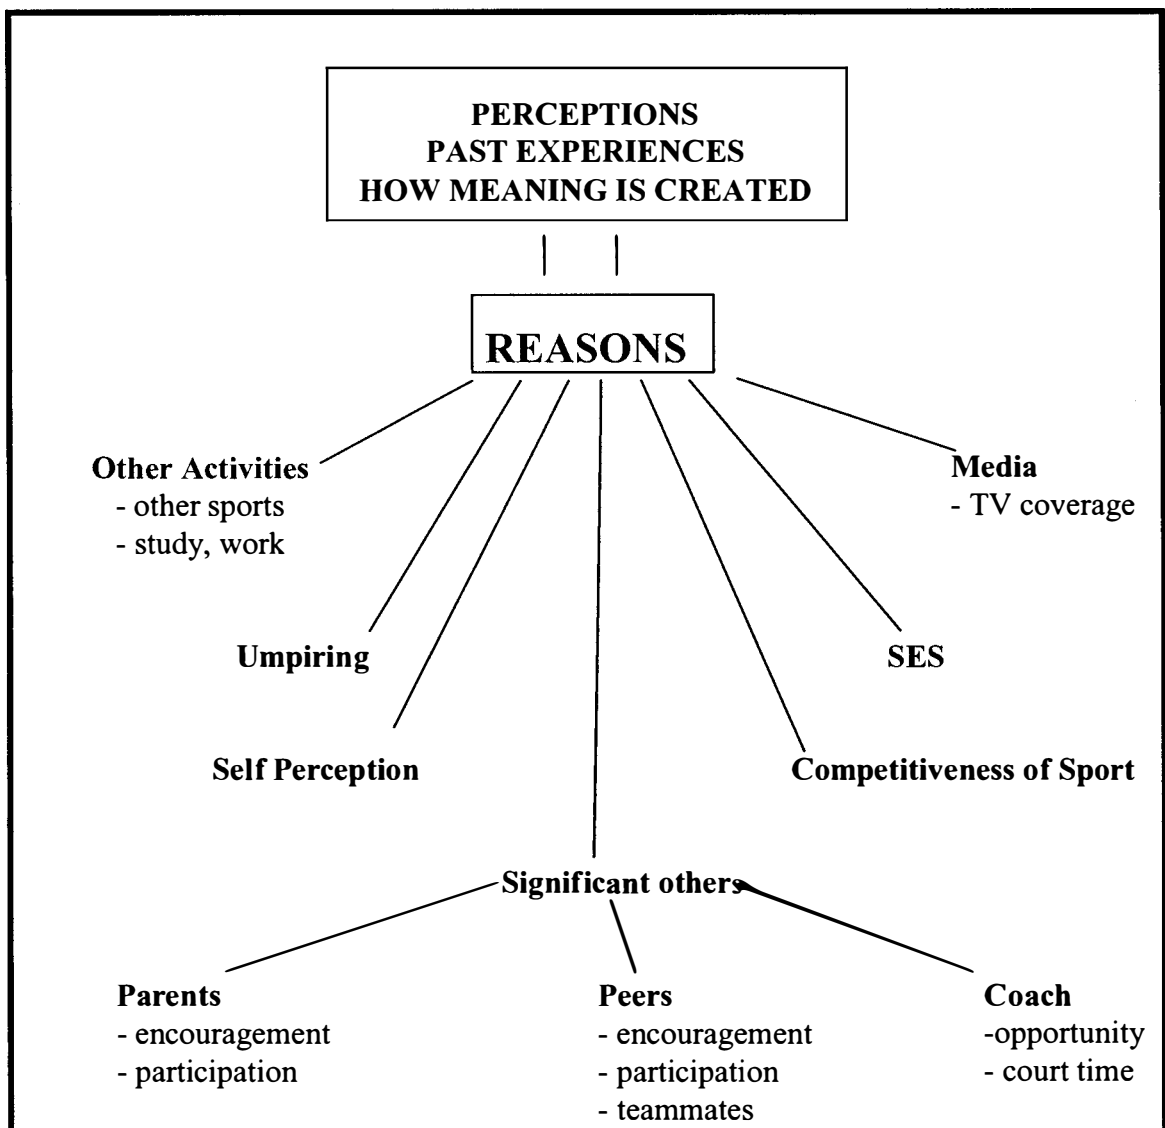 PERCEPTIONS
PAST EXPERIENCES
HOW MEANING IS CREATED
REASONS
Other Activities
- other sports
- study, work
Media
- TV coverage
Umpiring
SES
Self Perception
Competitiveness of Sport
Significant others
Parents
- encouragement
- participation
Peers
- encouragement
- participation
- teammates
Coach
-opportunity
- court time